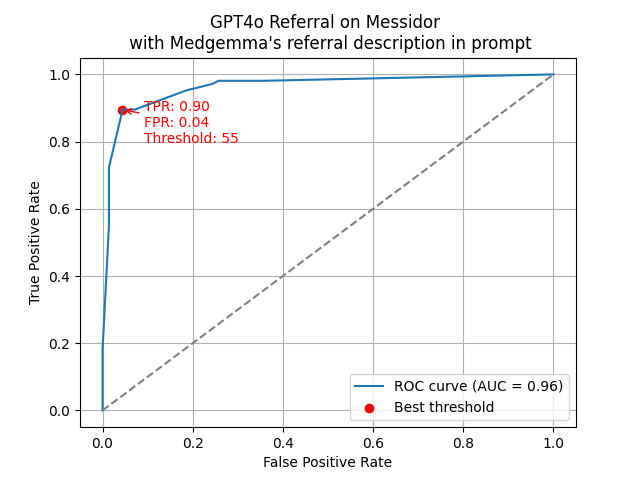 GPT4o Referral on Messidor
with Medgemma's referral description in prompt
1.0
0.8
0.6
0.4
0.2
0.0
True Positive Rate
TPR: 0.90
FPR: 0.04
Threshold: 55
ROC curve (AUC = 0.96)
Best threshold
0.0 0.2 0.4 0.6 0.8 1.0
False Positive Rate